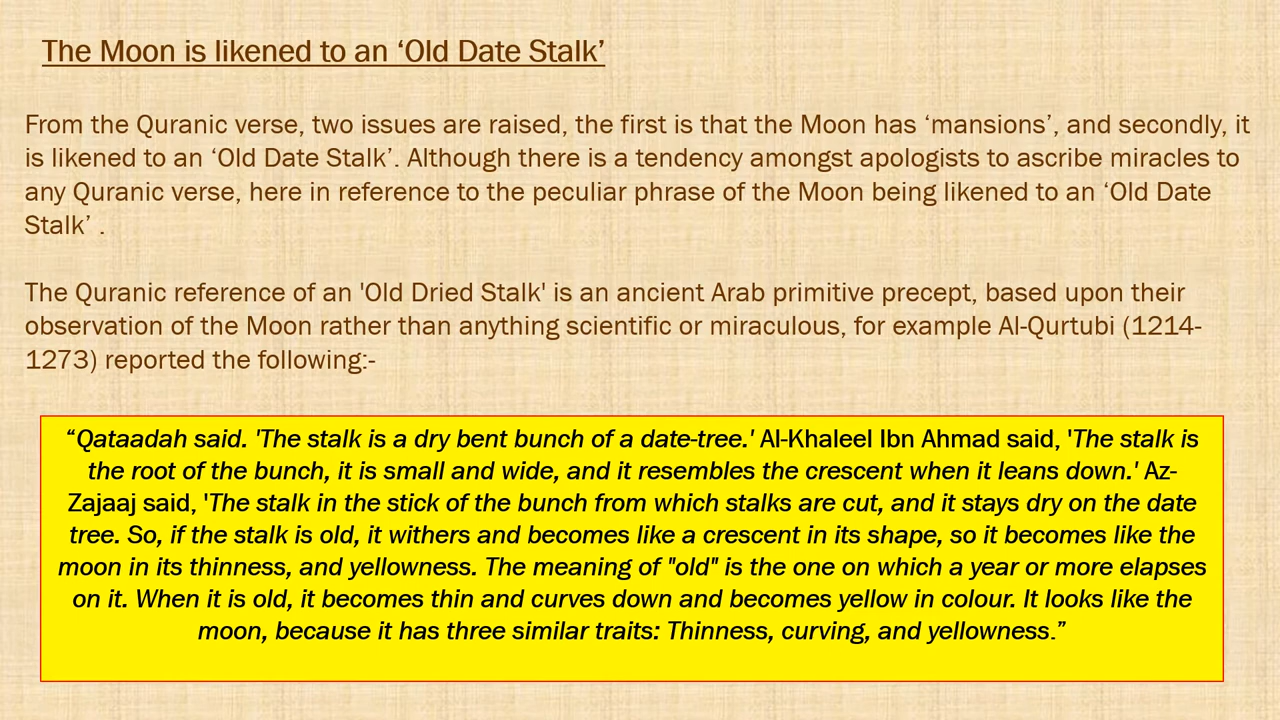 The Moon is likened to an ‘Old Date Stalk’
From the Quranic verse, two issues are raised, the first is that the Moon has ‘mansions’, and secondly, it
is likened to an ‘Old Date Stalk’. Although there is a tendency amongst apologists to ascribe miracles to
any Quranic verse, here in reference to the peculiar phrase of the Moon being likened to an ‘Old Date
Stalk’ .
The Quranic reference of an 'Old Dried Stalk' is an ancient Arab primitive precept, based upon their
observation of the Moon rather than anything scientific or miraculous, for example Al-Qurtubi (1214-
1273) reported the following:-
“Qataadah said. 'The stalk is a dry bent bunch of a date-tree.' Al-Khaleel Ibn Ahmad said, 'The stalk is
the root of the bunch, it is small and wide, and it resembles the crescent when it leans down.' Az-
Zajaaj said, 'The stalk in the stick of the bunch from which stalks are cut, and it stays dry on the date
tree. So, if the stalk is old, it withers and becomes like a crescent in its shape, so it becomes like the
moon in its thinness, and yellowness. The meaning of "old" is the one on which a year or more elapses
on it. When it is old, it becomes thin and curves down and becomes yellow in colour. It looks like the
moon, because it has three similar traits: Thinness, curving, and yellowness.”